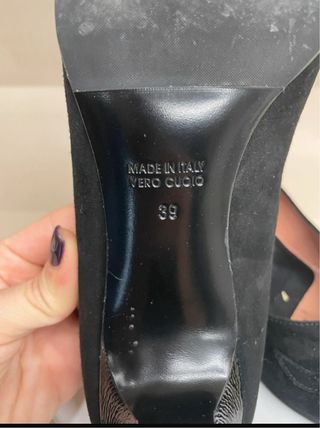 MADE IN ITALY
VERO CUOIO
39